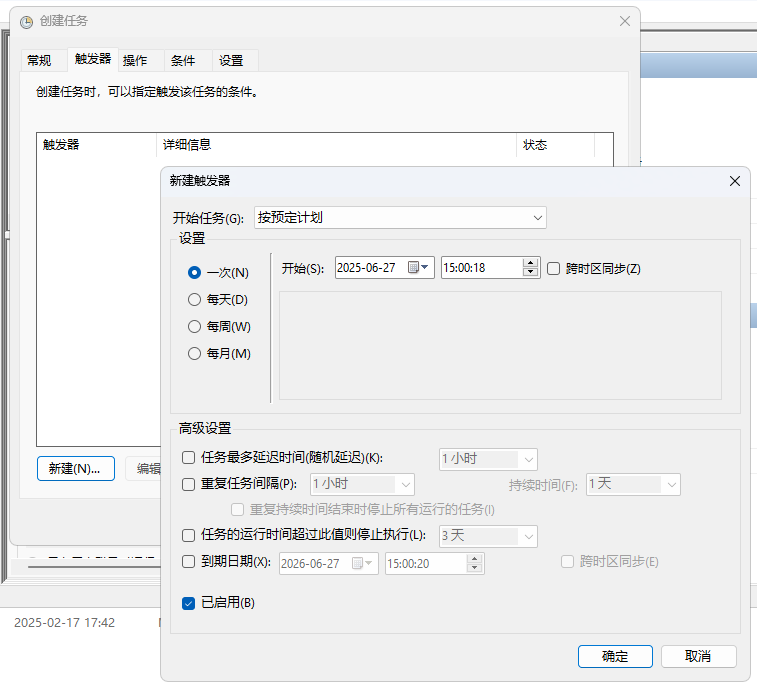 创建任务
常规 触发器 操作 条件 设置
创建任务时，可以指定触发该任务的条件。
触发器 详细信息 状态
新建(N)... 编辑
新建触发器
开始任务(G): 按预定计划
设置
一次(N)
每天(D)
每周(W)
每月(M)
开始(S): 2025-06-27 15:00:18 跨时区同步(Z)
高级设置
任务最多延迟时间(随机延迟)(K): 1 小时
重复任务间隔(P): 1 小时 持续时间(F): 1 天
重复持续时间结束时停止所有运行的任务(I)
任务的运行时间超过此值则停止执行(L): 3 天
到期日期(X): 2026-06-27 15:00:20 跨时区同步(E)
已启用(B)
确定 取消
2025-02-17 17:42